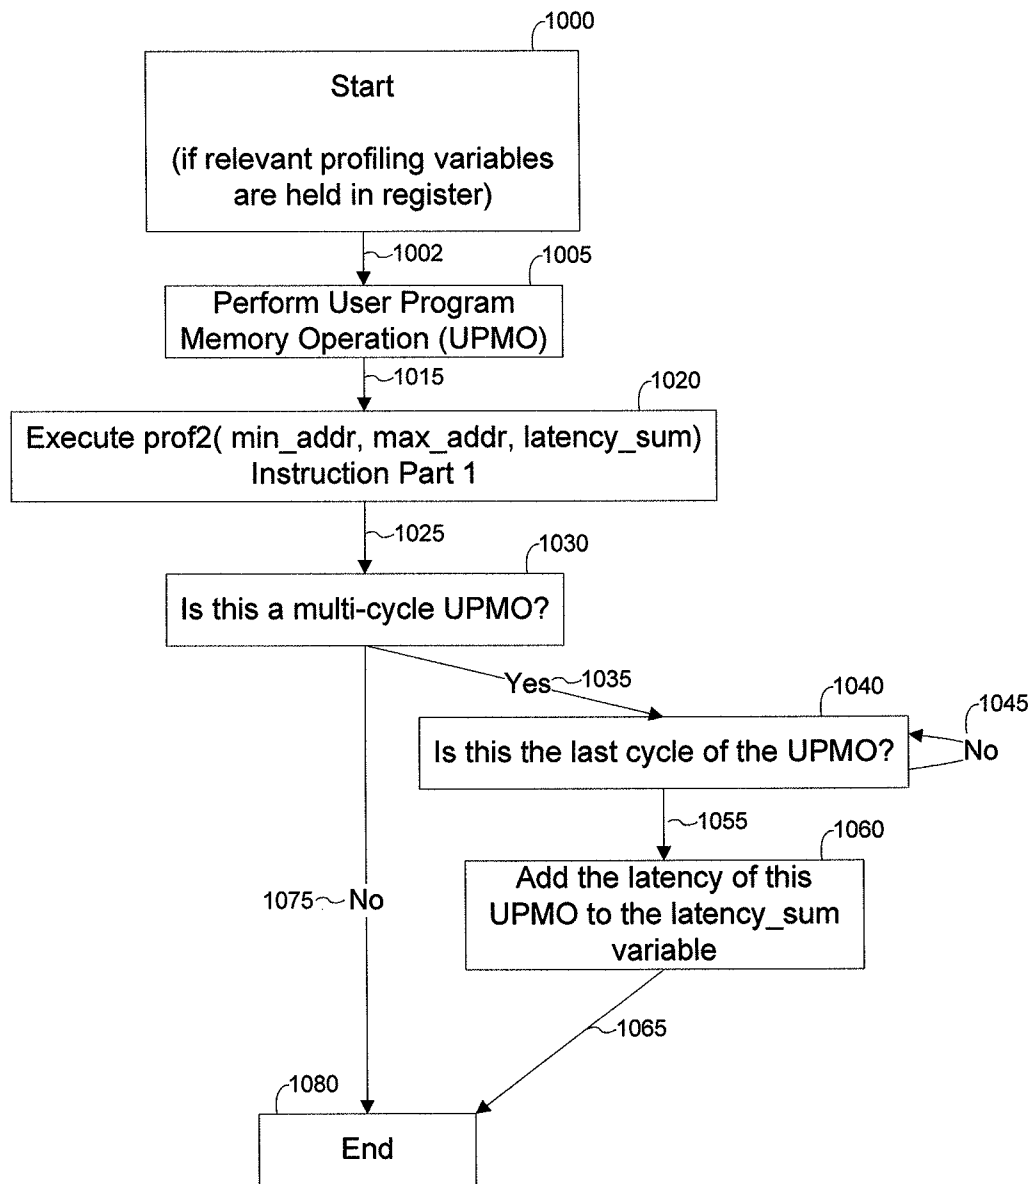 1000
Start
(if relevant profiling variables
are held in register)
1002
1005
Perform User Program
Memory Operation (UPMO)
1015
1020
Execute prof2( min_addr, max_addr, latency_sum)
Instruction Part 1
1025
1030
Is this a multi-cycle UPMO?
Yes 1035
1040
1045
Is this the last cycle of the UPMO?
No
1055
1060
Add the latency of this
UPMO to the latency_sum
variable
1075 No
1065
1080
End